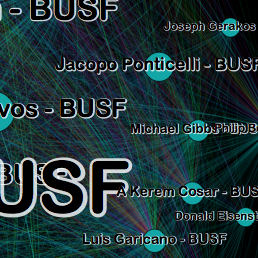 - BUSF
Joseph Gerakos
Jacopo Ponticelli - BUSF
vos - BUSF
Michael Gibbs
BUSF
A Kerem Cosar - BUS
Donald Eisenst
Luis Garicano - BUSF